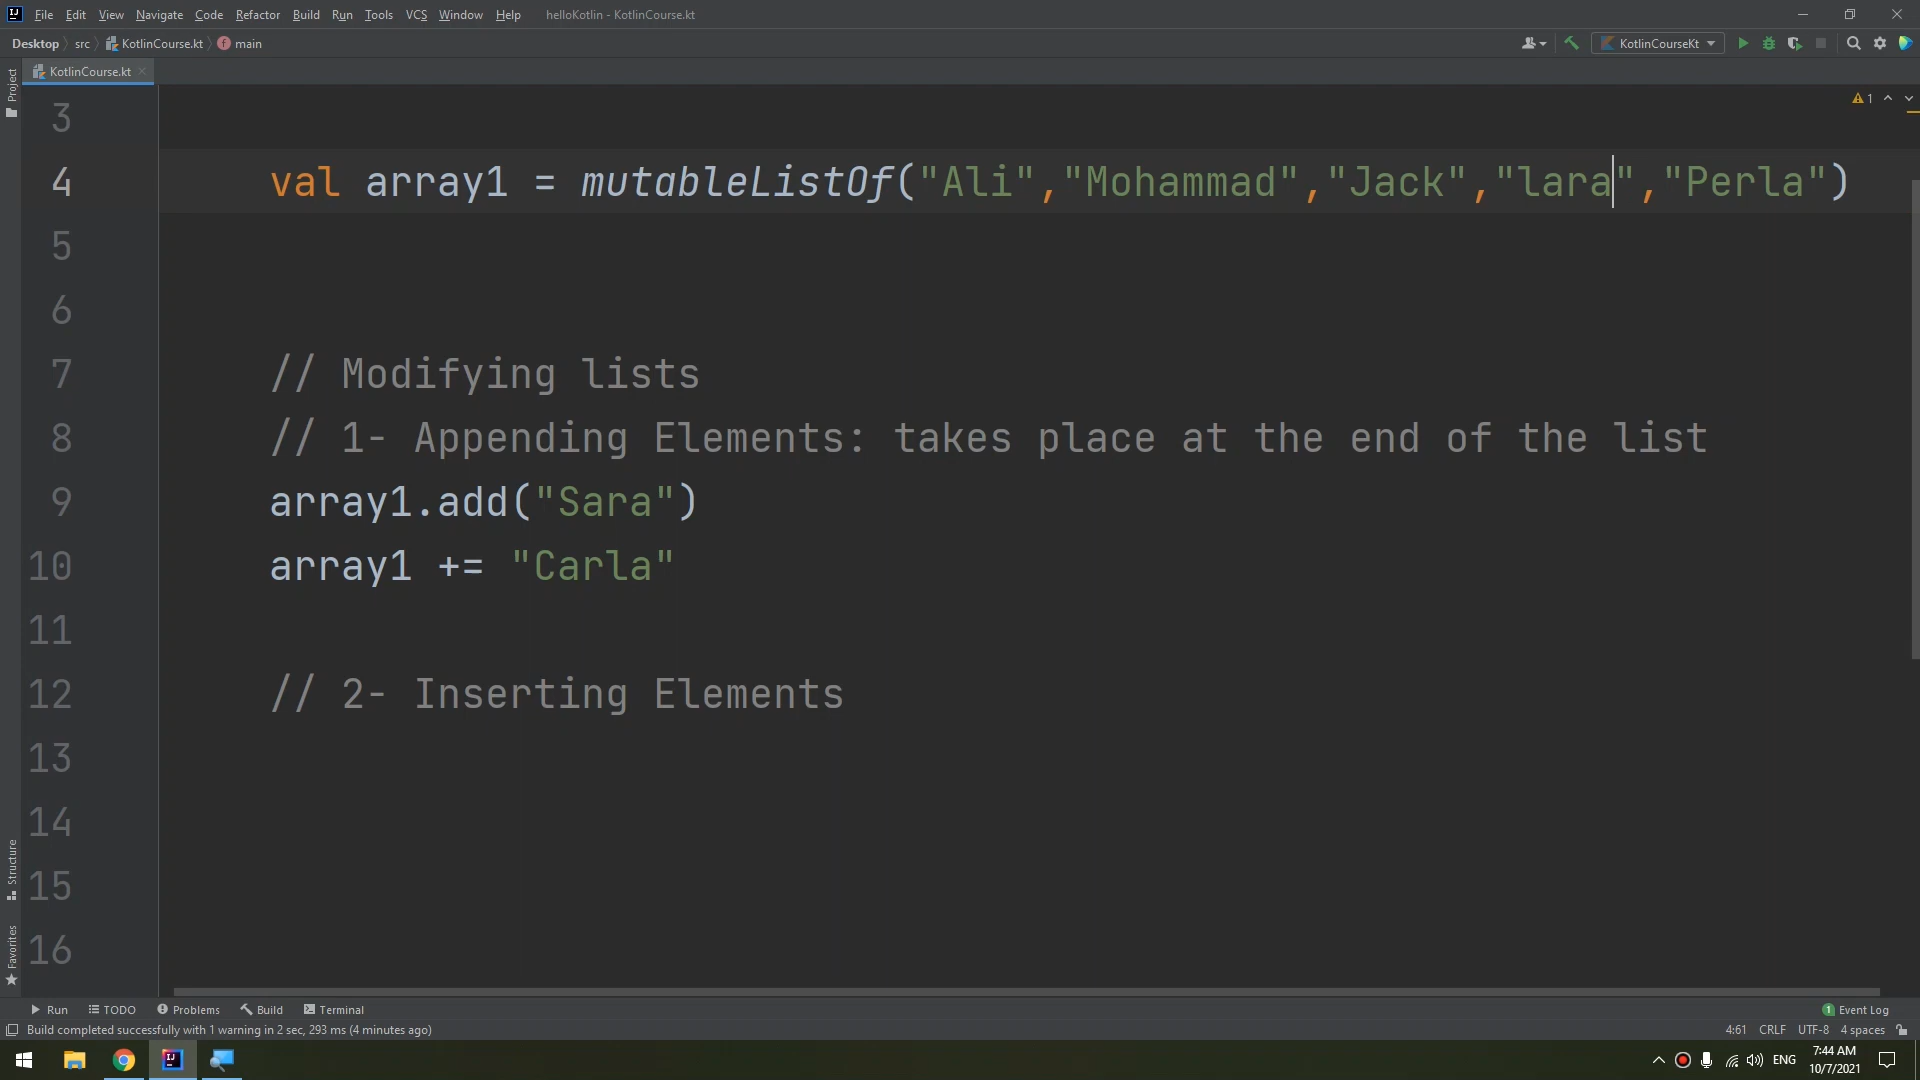 File Edit View Navigate Code Refactor Build Run Tools VCS Window Help helloKotlin - KotlinCourse.kt
Desktop src KotlinCourse.kt main KotlinCourseKt
Project
KotlinCourse.kt
1
3
4 val array1 = mutableListOf("Ali","Mohammad","Jack","lara","Perla")
5
6
7 // Modifying lists
8 // 1- Appending Elements: takes place at the end of the list
9 array1.add("Sara")
10 array1 += "Carla"
11
12 // 2- Inserting Elements
13
14
15
16
Structure
Favorites
Run TODO Problems Build Terminal 1 Event Log
Build completed successfully with 1 warning in 2 sec, 293 ms (4 minutes ago) 4:61 CRLF UTF-8 4 spaces
ENG 7:44 AM
10/7/2021